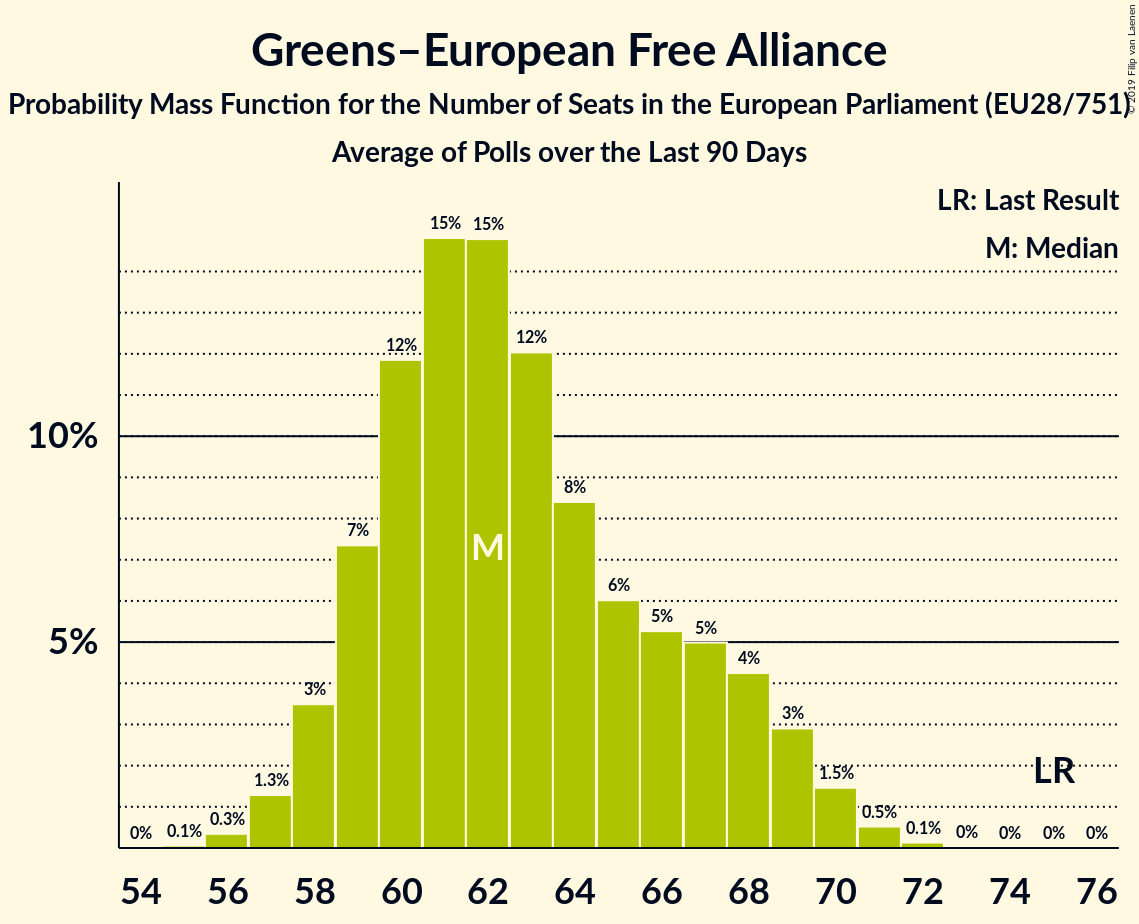 Greens–European Free Alliance
Probability Mass Function for the Number of Seats in the European Parliament (EU28/751)
Average of Polls over the Last 90 Days
© 2019 Filip van Laenen
LR: Last Result
M: Median
15% 15%
12% 12%
10%
8%
7%
M
6%
5% 5%
5%
4%
3% 3%
LR
1.3% 1.5%
0% 0.1% 0.3% 0.5% 0.1% 0% 0% 0% 0%
54 56 58 60 62 64 66 68 70 72 74 76